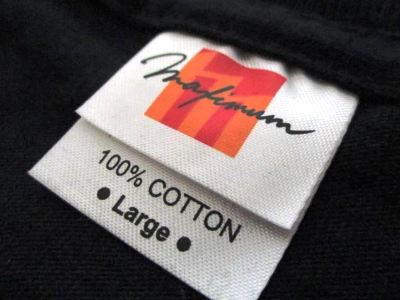 Maximum
100% COTTON
• Large •